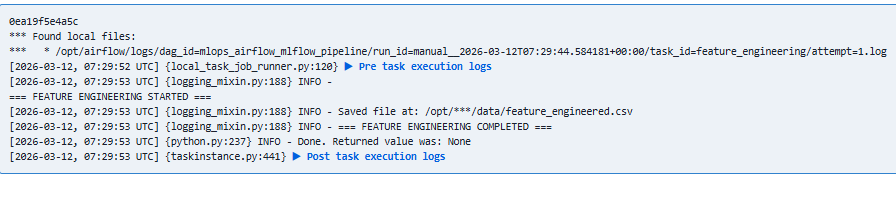 0ea19f5e4a5c
*** Found local files:
***   * /opt/airflow/logs/dag_id=mlops_airflow_mlflow_pipeline/run_id=manual__2026-03-12T07:29:44.584181+00:00/task_id=feature_engineering/attempt=1.log
[2026-03-12, 07:29:52 UTC] {local_task_job_runner.py:120} ▶ Pre task execution logs
[2026-03-12, 07:29:53 UTC] {logging_mixin.py:188} INFO -
=== FEATURE ENGINEERING STARTED ===
[2026-03-12, 07:29:53 UTC] {logging_mixin.py:188} INFO - Saved file at: /opt/***/data/feature_engineered.csv
[2026-03-12, 07:29:53 UTC] {logging_mixin.py:188} INFO - === FEATURE ENGINEERING COMPLETED ===
[2026-03-12, 07:29:53 UTC] {python.py:237} INFO - Done. Returned value was: None
[2026-03-12, 07:29:53 UTC] {taskinstance.py:441} ▶ Post task execution logs